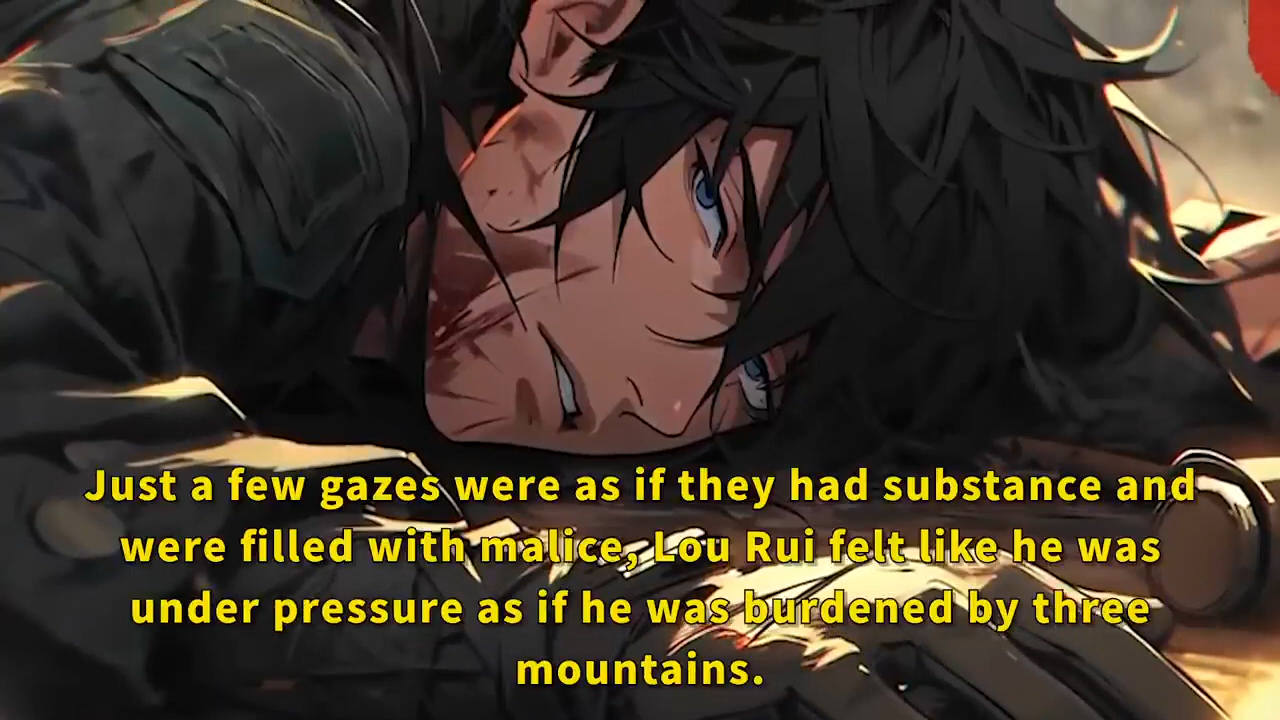 Just a few gazes were as if they had substance and
were filled with malice, Lou Rui felt like he was
under pressure as if he was burdened by three
mountains.